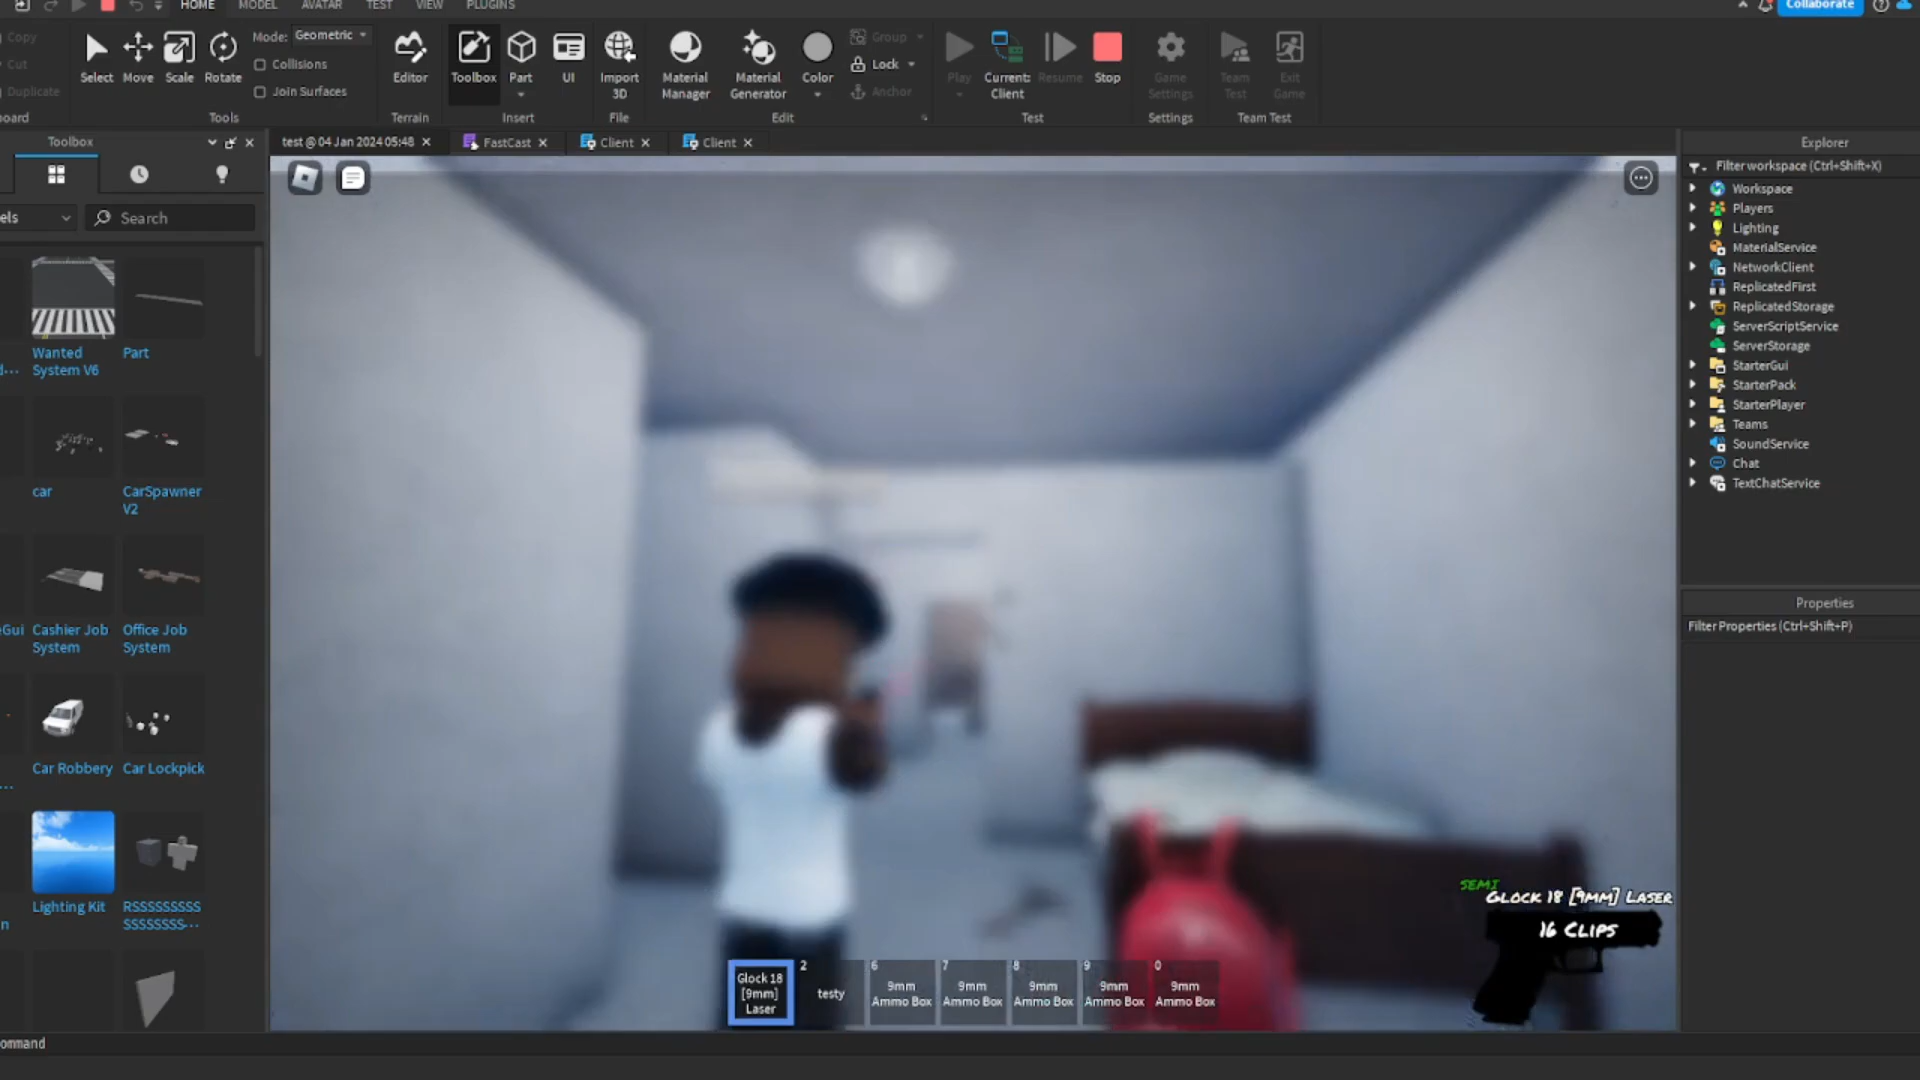 HOME MODEL AVATAR TEST VIEW PLUGINS
Collaborate
Copy
Cut
Duplicate
Select Move Scale Rotate
Mode: Geometric
Collisions
Join Surfaces
Tools
Editor
Terrain
Toolbox Part UI
Insert
Import 3D
File
Material Manager
Material Generator
Color
Group
Lock
Anchor
Edit
Play
Current: Client
Resume
Stop
Test
Game Settings
Settings
Team Test
Exit Game
Team Test
Toolbox
test @ 04 Jan 2024 05:48
FastCast
Client
Client
Search
Wanted System V6
Part
car
CarSpawner V2
Cashier Job System
Office Job System
Car Robbery
Car Lockpick
Lighting Kit
RSSSSSSSSS
SSSSSSSS...
Explorer
Filter workspace (Ctrl+Shift+X)
Workspace
Players
Lighting
MaterialService
NetworkClient
ReplicatedFirst
ReplicatedStorage
ServerScriptService
ServerStorage
StarterGui
StarterPack
StarterPlayer
Teams
SoundService
Chat
TextChatService
Properties
Filter Properties (Ctrl+Shift+P)
SEMI
Glock 18 [9mm] Laser
16 Clips
Glock 18
[9mm]
Laser
2
testy
6
9mm
Ammo Box
7
9mm
Ammo Box
8
9mm
Ammo Box
9
9mm
Ammo Box
0
9mm
Ammo Box